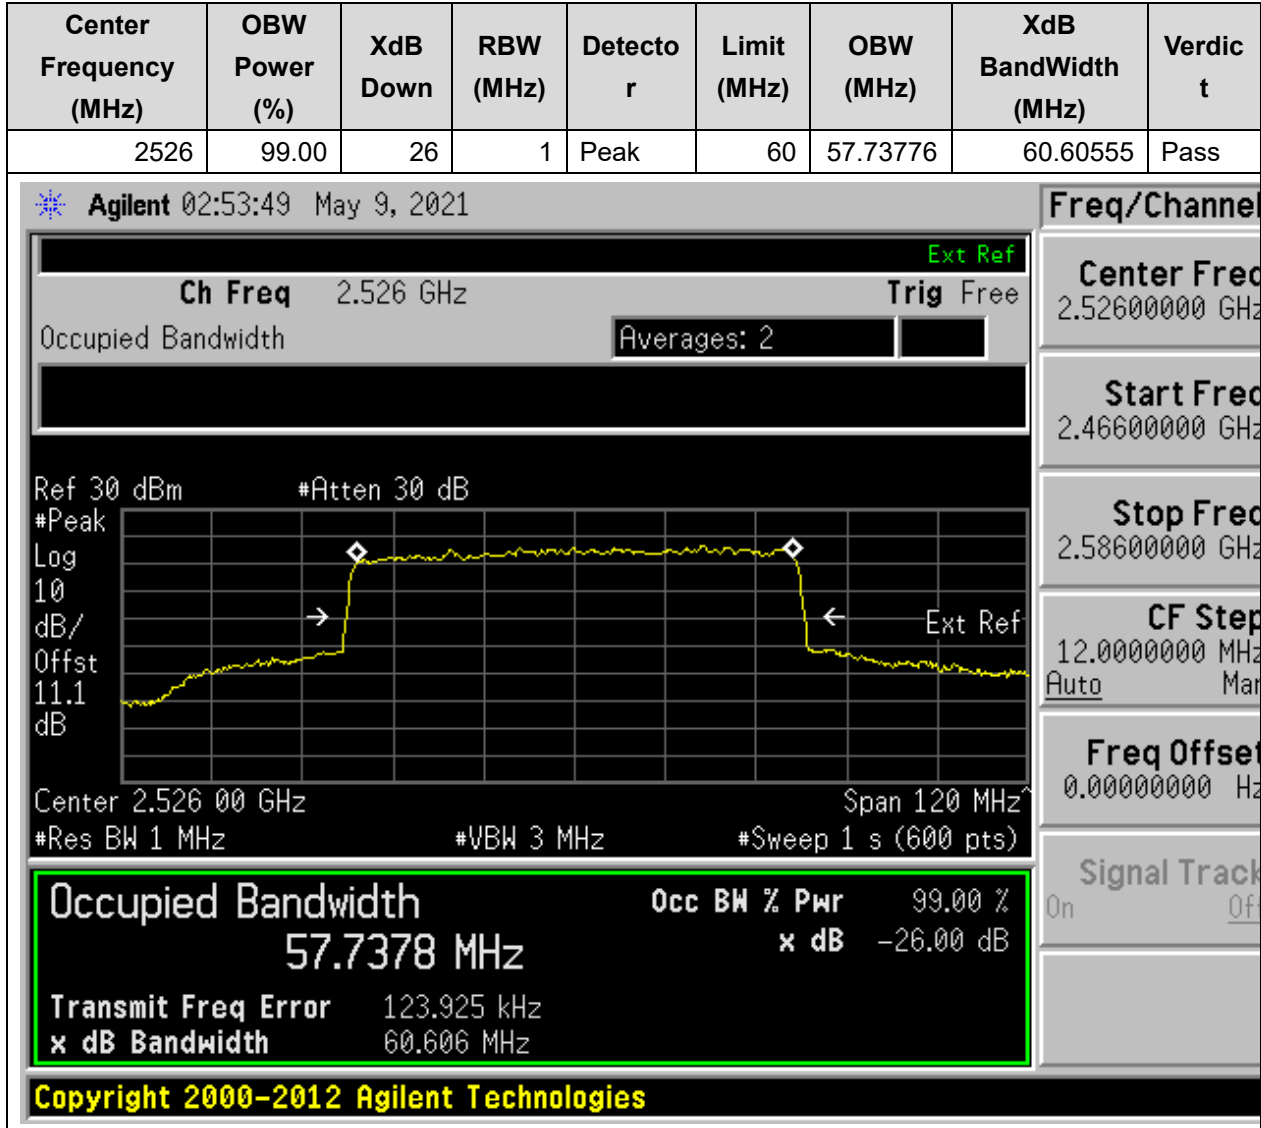 Center Frequency (MHz) OBW Power (%) XdB Down RBW (MHz) Detector Limit (MHz) OBW (MHz) XdB BandWidth (MHz) Verdict
2526 99.00 26 1 Peak 60 57.73776 60.60555 Pass
Agilent 02:53:49 May 9, 2021
Freq/Channel
Ext Ref
Ch Freq 2.526 GHz Trig Free
Occupied Bandwidth Averages: 2
Center Freq
2.52600000 GHz
Start Freq
2.46600000 GHz
Stop Freq
2.58600000 GHz
CF Step
12.0000000 MHz
Auto Man
Freq Offset
0.00000000 Hz
Signal Track
On Off
Ref 30 dBm #Atten 30 dB
#Peak
Log
10
dB/
Offst
11.1
dB
Ext Ref
Center 2.526 00 GHz Span 120 MHz^
#Res BW 1 MHz #VBW 3 MHz #Sweep 1 s (600 pts)
Occupied Bandwidth Occ BW % Pwr 99.00 %
57.7378 MHz x dB -26.00 dB
Transmit Freq Error 123.925 kHz
x dB Bandwidth 60.606 MHz
Copyright 2000-2012 Agilent Technologies